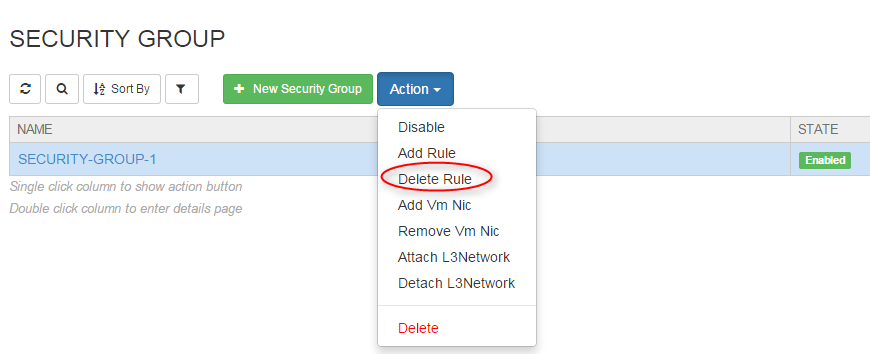 SECURITY GROUP
Sort By
New Security Group
Action
NAME
STATE
SECURITY-GROUP-1
Enabled
Single click column to show action button
Double click column to enter details page
Disable
Add Rule
Delete Rule
Add Vm Nic
Remove Vm Nic
Attach L3Network
Detach L3Network
Delete